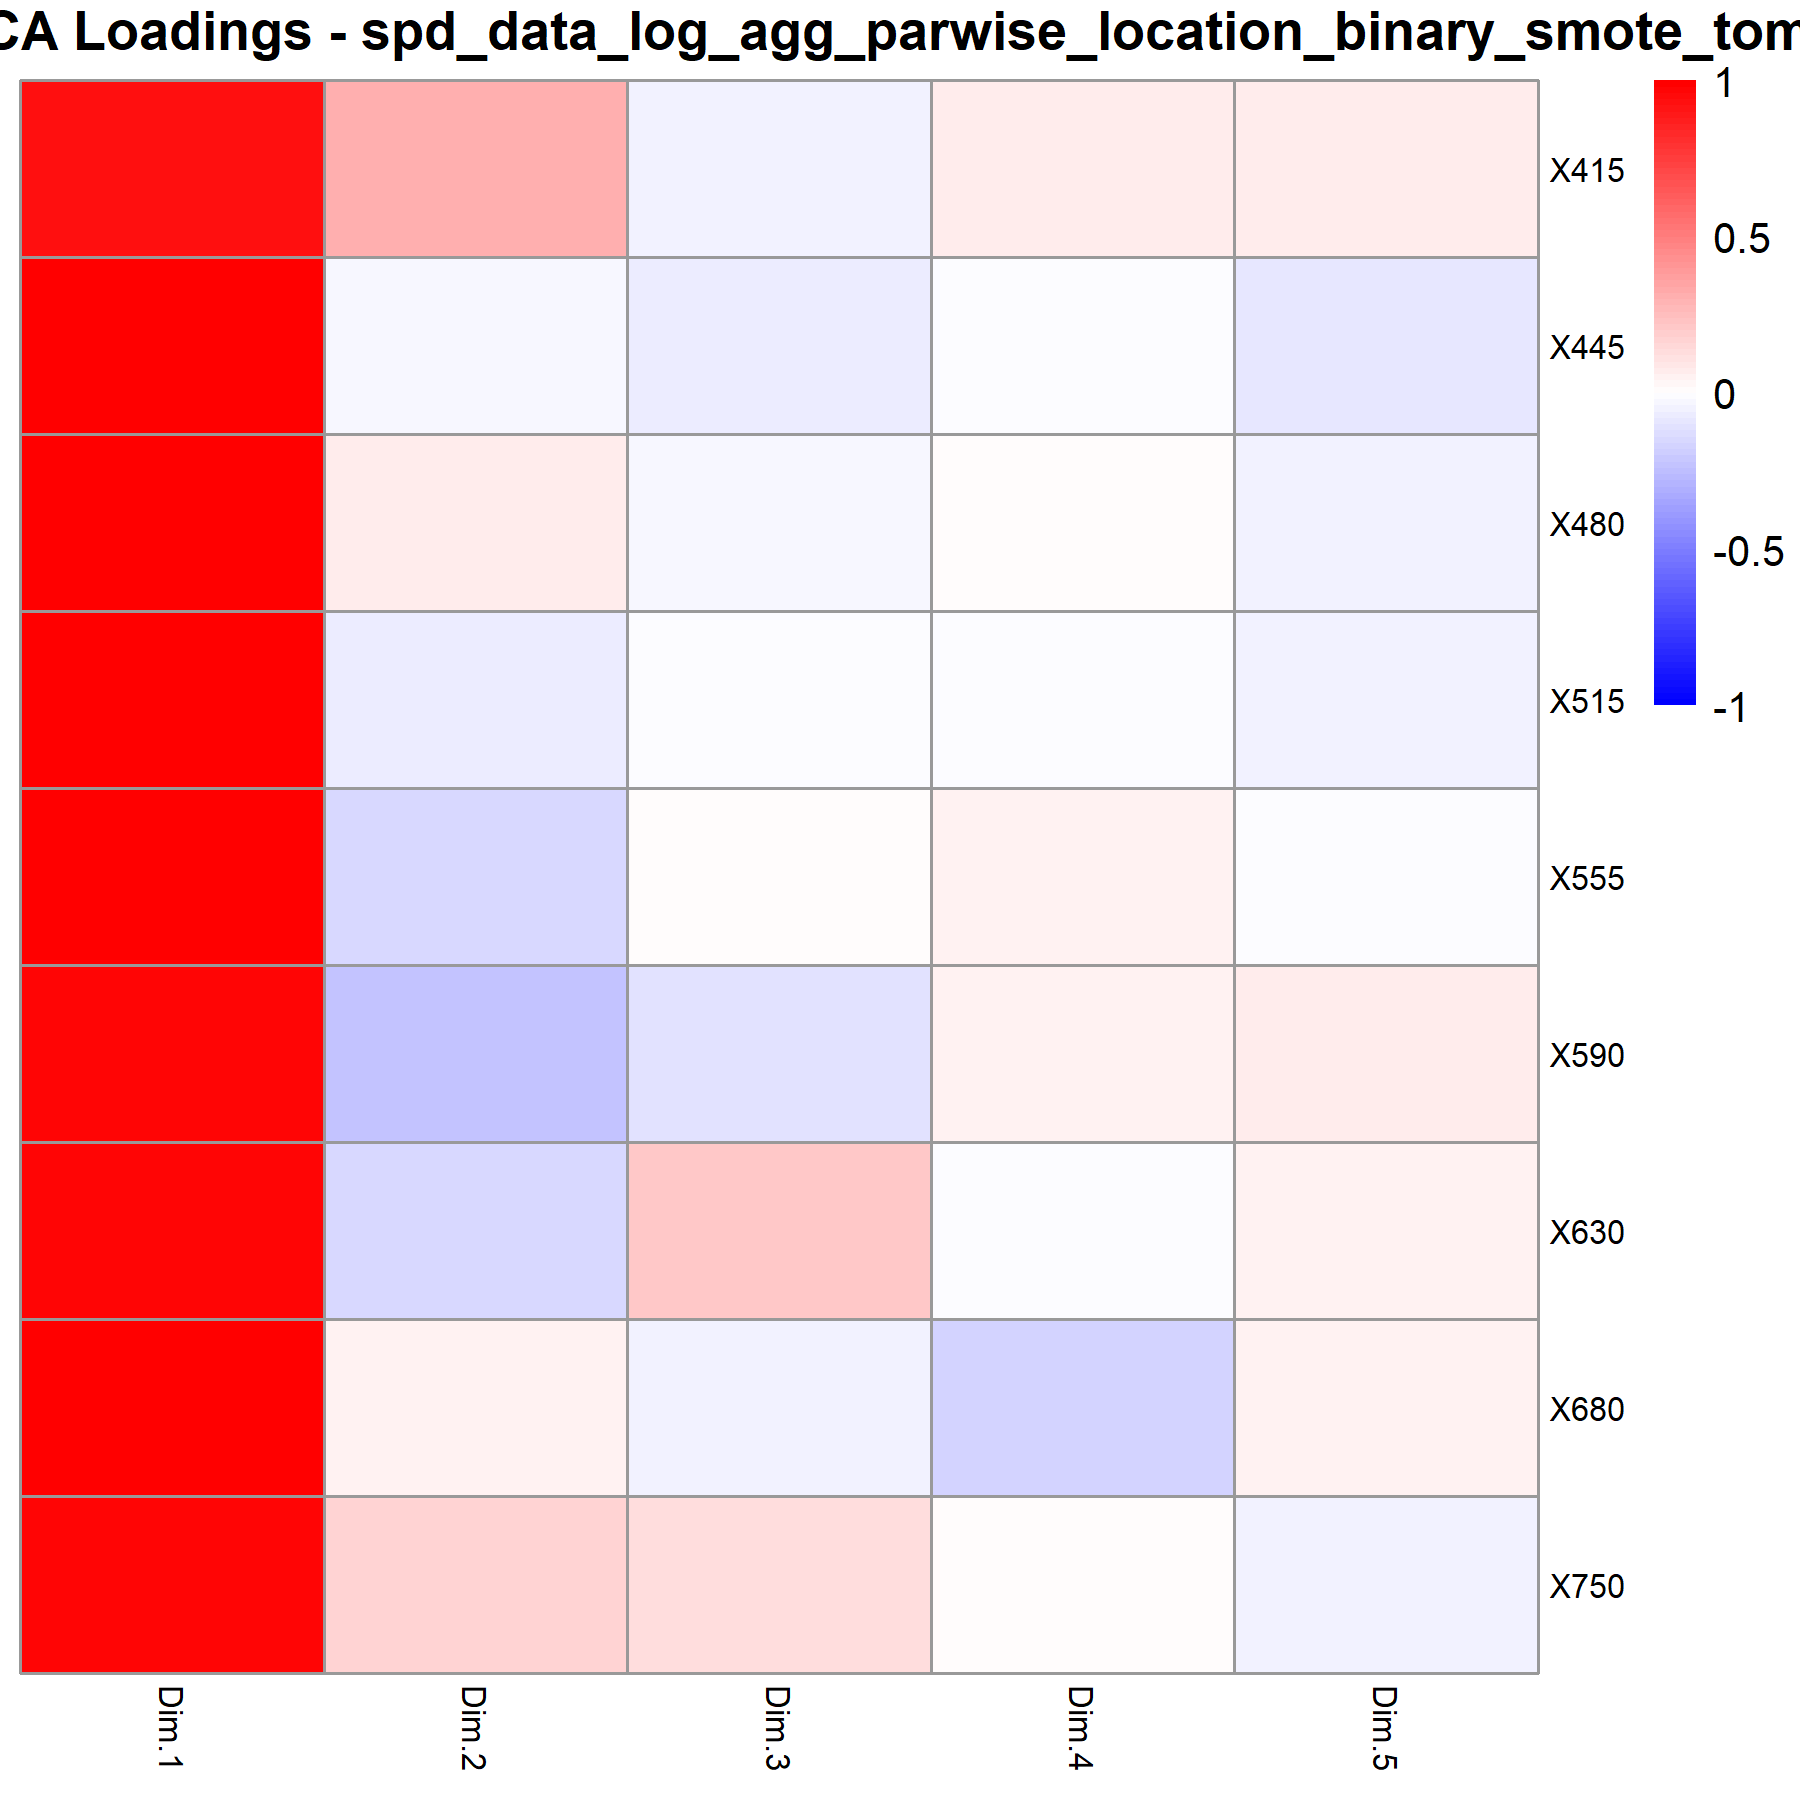 CA Loadings - spd_data_log_agg_parwise_location_binary_smote_tom
1
0.5
0
-0.5
-1
X415
X445
X480
X515
X555
X590
X630
X680
X750
Dim.1
Dim.2
Dim.3
Dim.4
Dim.5